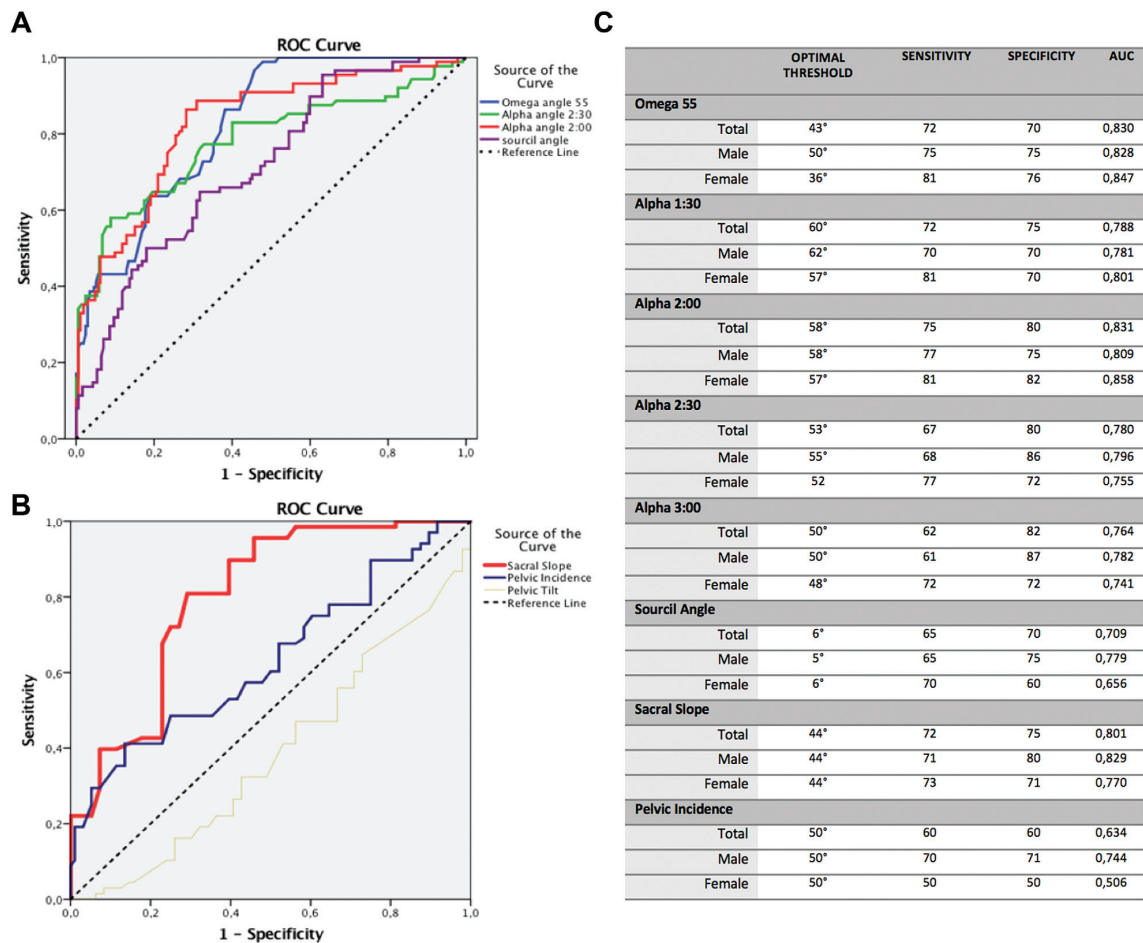 A
ROC Curve
Sensitivity
1,0
0,8
0,6
0,4
0,2
0,0
0,0 0,2 0,4 0,6 0,8 1,0
1 - Specificity
Source of the
Curve
Omega angle 55
Alpha angle 2:30
Alpha angle 2:00
sourcil angle
Reference Line
B
ROC Curve
Sensitivity
1,0
0,8
0,6
0,4
0,2
0,0
0,0 0,2 0,4 0,6 0,8 1,0
1 - Specificity
Source of the
Curve
Sacral Slope
Pelvic Incidence
Pelvic Tilt
Reference Line
C
OPTIMAL THRESHOLD SENSITIVITY SPECIFICITY AUC
Omega 55
Total 43° 72 70 0,830
Male 50° 75 75 0,828
Female 36° 81 76 0,847
Alpha 1:30
Total 60° 72 75 0,788
Male 62° 70 70 0,781
Female 57° 81 70 0,801
Alpha 2:00
Total 58° 75 80 0,831
Male 58° 77 75 0,809
Female 57° 81 82 0,858
Alpha 2:30
Total 53° 67 80 0,780
Male 55° 68 86 0,796
Female 52 77 72 0,755
Alpha 3:00
Total 50° 62 82 0,764
Male 50° 61 87 0,782
Female 48° 72 72 0,741
Sourcil Angle
Total 6° 65 70 0,709
Male 5° 65 75 0,779
Female 6° 70 60 0,656
Sacral Slope
Total 44° 72 75 0,801
Male 44° 71 80 0,829
Female 44° 73 71 0,770
Pelvic Incidence
Total 50° 60 60 0,634
Male 50° 70 71 0,744
Female 50° 50 50 0,506